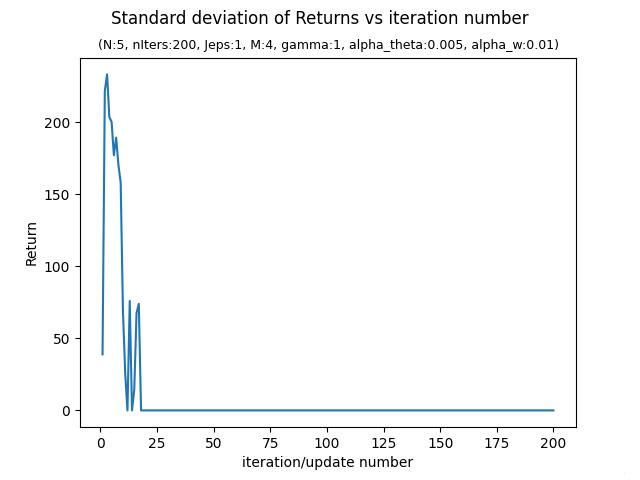 Standard deviation of Returns vs iteration number
(N:5, nIters:200, Jeps:1, M:4, gamma:1, alpha_theta:0.005, alpha_w:0.01)
200
150
100
50
0
Return
0 25 50 75 100 125 150 175 200
iteration/update number